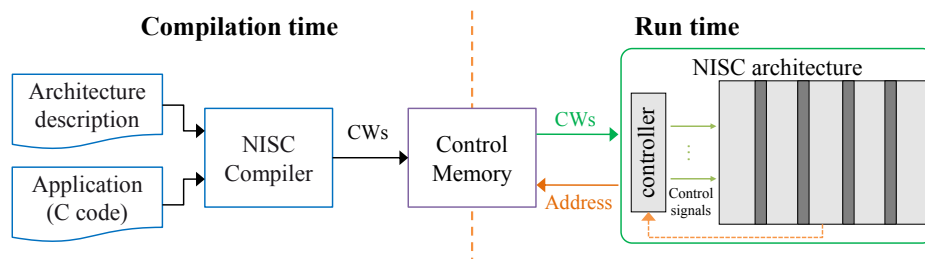 Compilation time
Run time
Architecture
description
Application
(C code)
NISC
Compiler
CWs
Control
Memory
CWs
Address
NISC architecture
controller
...
Control
signals